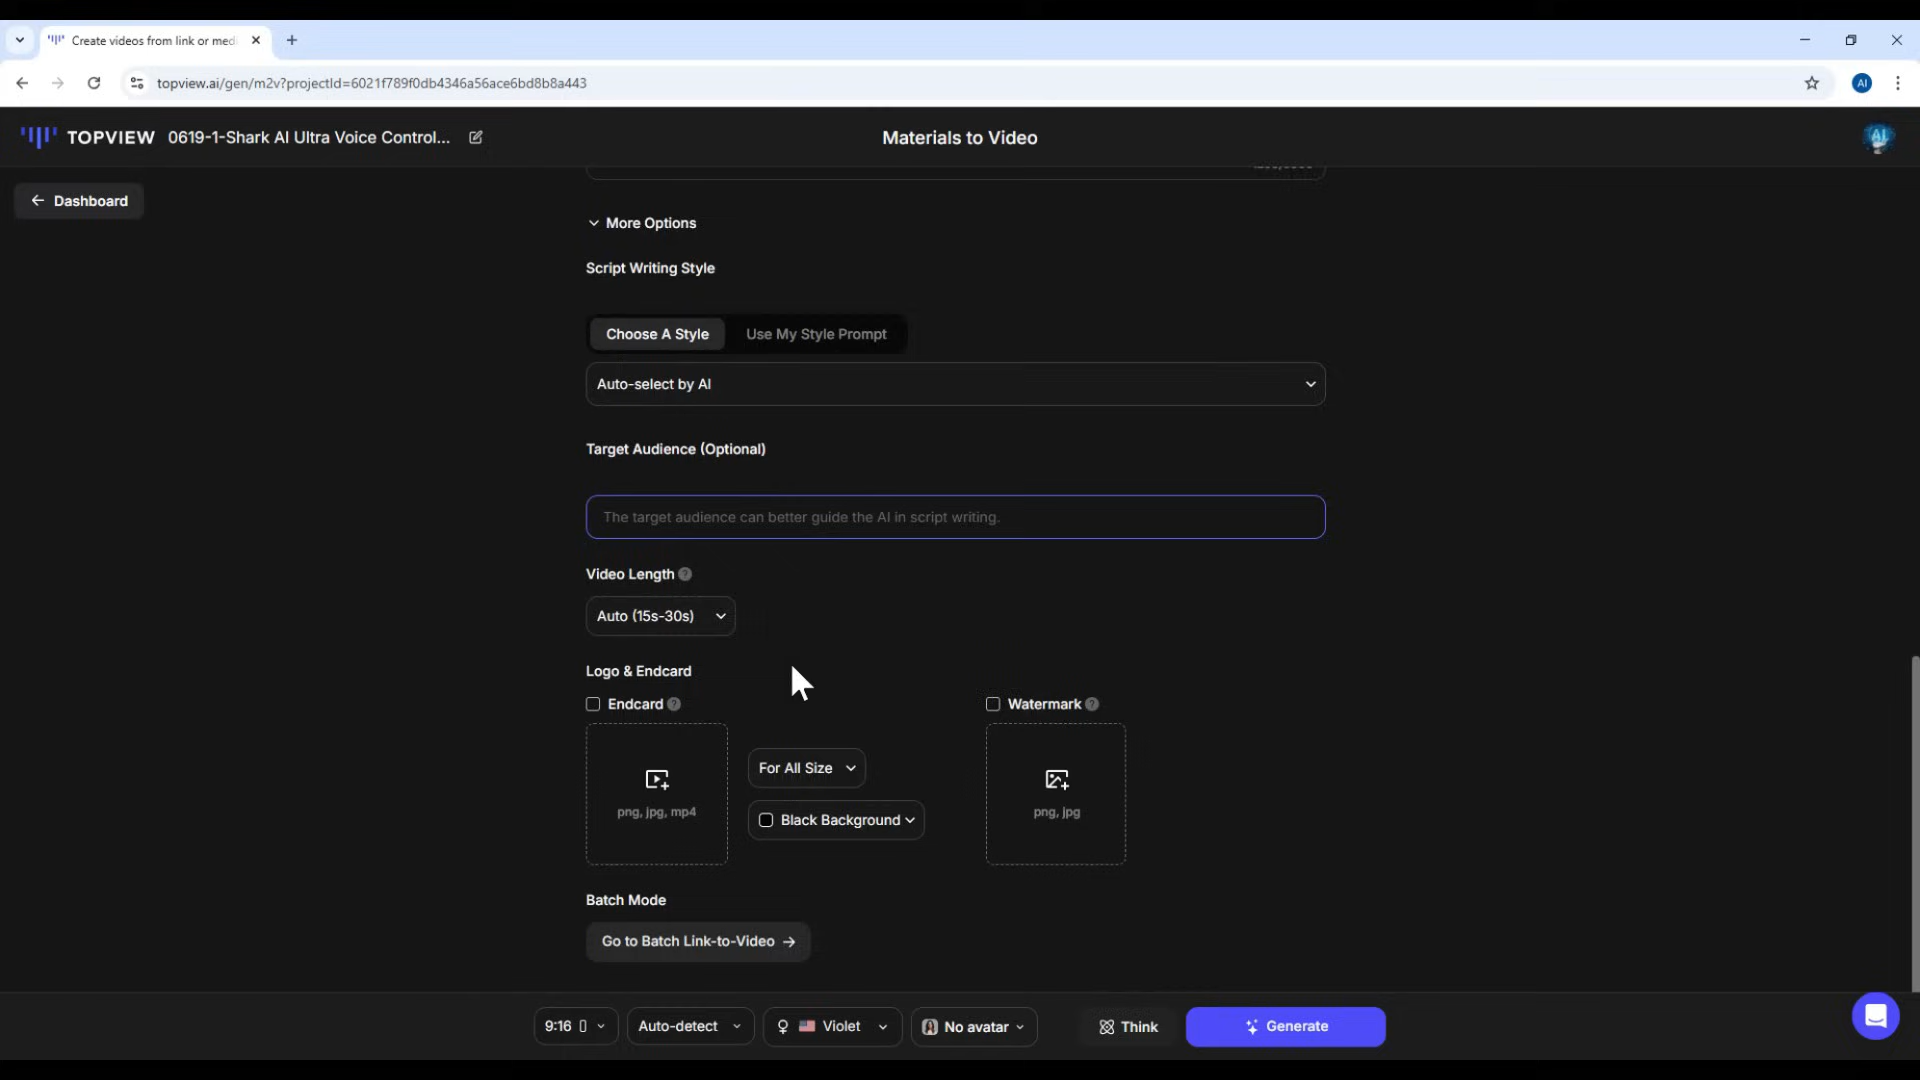 Create videos from link or med
topview.ai/gen/m2v?projectId=6021f789f0db4346a56ace6bd8b8a443
AI
TOPVIEW
0619-1-Shark AI Ultra Voice Control...
Materials to Video
AI
Dashboard
More Options
Script Writing Style
Choose A Style
Use My Style Prompt
Auto-select by AI
Target Audience (Optional)
The target audience can better guide the AI in script writing.
Video Length
Auto (15s-30s)
Logo & Endcard
Endcard
Watermark
png, jpg, mp4
For All Size
Black Background
png, jpg
Batch Mode
Go to Batch Link-to-Video
9:16
Auto-detect
Violet
No avatar
Think
Generate